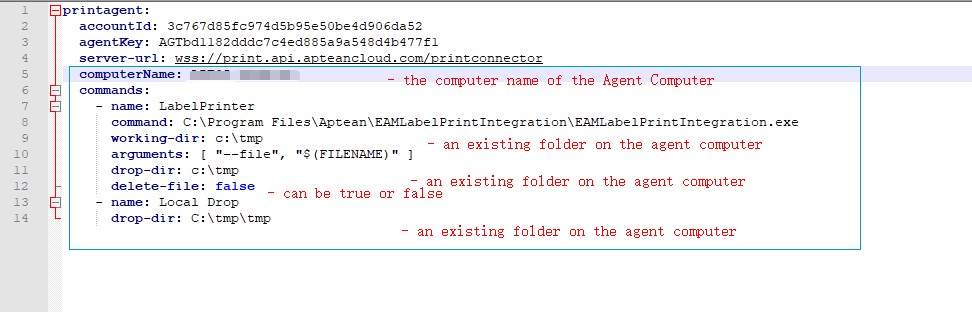 1 printagent:
2 accountId: 3c767d85fc974d5b95e50be4d906da52
3 agentKey: AGTbd1182dddc7c4ed885a9a548d4b477f1
4 server-url: wss://print.api.apteancloud.com/printconnector
5 computerName: - the computer name of the Agent Computer
6 commands:
7 - name: LabelPrinter
8 command: C:\Program Files\Aptean\EAMLabelPrintIntegration\EAMLabelPrintIntegration.exe
9 working-dir: c:\tmp - an existing folder on the agent computer
10 arguments: [ "--file", "$(FILENAME)" ]
11 drop-dir: c:\tmp - an existing folder on the agent computer
12 delete-file: false - can be true or false
13 - name: Local Drop
14 drop-dir: C:\tmp\tmp - an existing folder on the agent computer